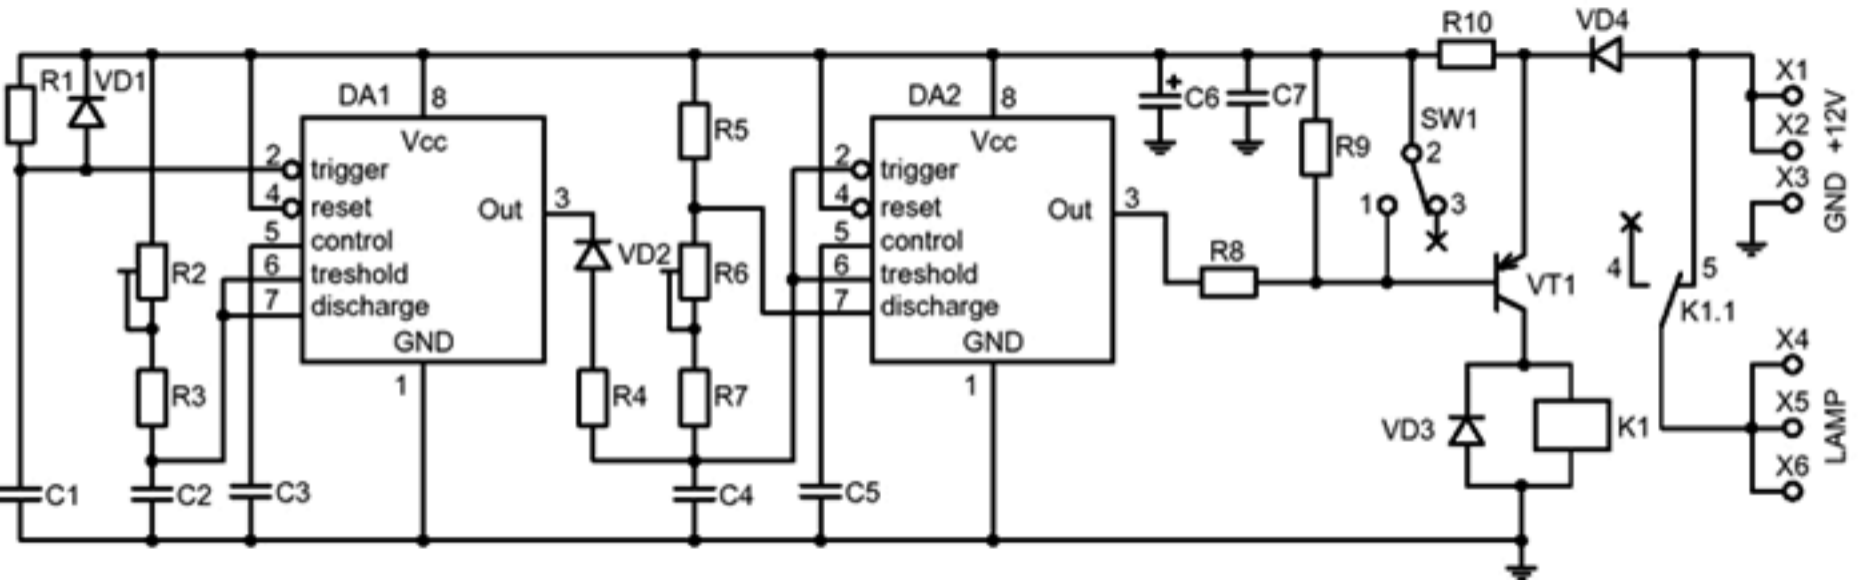 R10
VD4
R1
VD1
DA1
8
Vcc
2
trigger
4
reset
5
control
6
treshold
7
discharge
GND
1
Out
3
R2
R3
C1
C2
C3
VD2
R4
R5
R6
R7
C4
C5
DA2
8
Vcc
2
trigger
4
reset
5
control
6
treshold
7
discharge
GND
1
Out
3
+
C6
C7
R8
R9
SW1
2
1
3
VT1
VD3
K1
4
5
K1.1
X1
X2
+12V
X3
GND
X4
X5
LAMP
X6